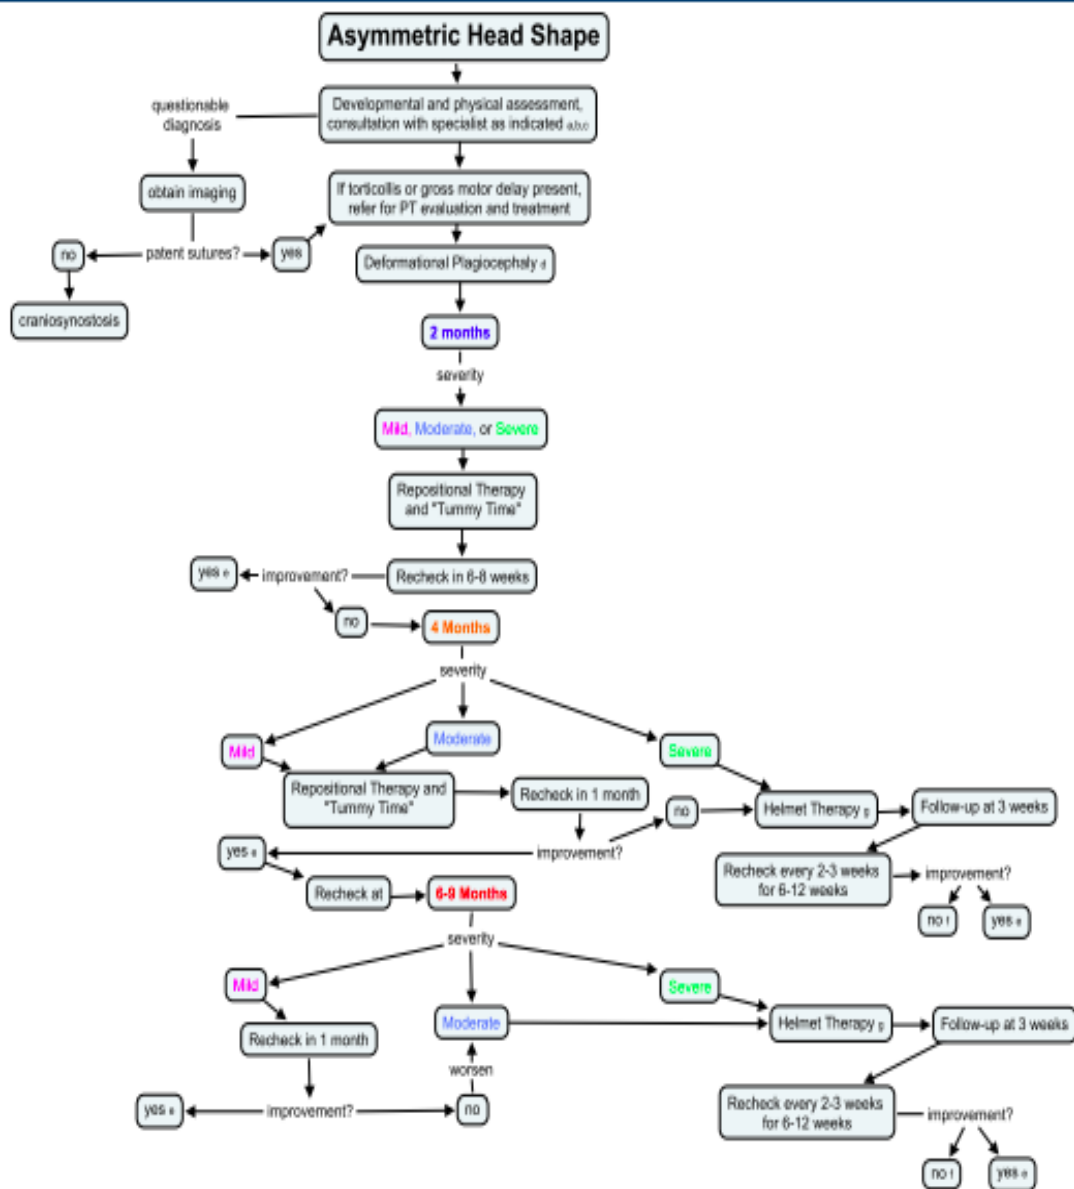 Asymmetric Head Shape
questionable
diagnosis
Developmental and physical assessment,
consultation with specialist as indicated a,b,c
obtain imaging
If torticollis or gross motor delay present,
refer for PT evaluation and treatment
no
patent sutures?
yes
Deformational Plagiocephaly d
craniosynostosis
2 months
severity
Mild, Moderate, or Severe
Repositional Therapy
and "Tummy Time"
yes e
improvement?
Recheck in 6-8 weeks
no
4 Months
severity
Mild
Moderate
Severe
Repositional Therapy and
"Tummy Time"
Recheck in 1 month
no
Helmet Therapy g
Follow-up at 3 weeks
yes e
improvement?
Recheck every 2-3 weeks
for 6-12 weeks
improvement?
Recheck at
6-9 Months
no f
yes e
severity
Mild
Severe
Recheck in 1 month
Moderate
Helmet Therapy g
Follow-up at 3 weeks
worsen
yes e
improvement?
no
Recheck every 2-3 weeks
for 6-12 weeks
improvement?
no f
yes e